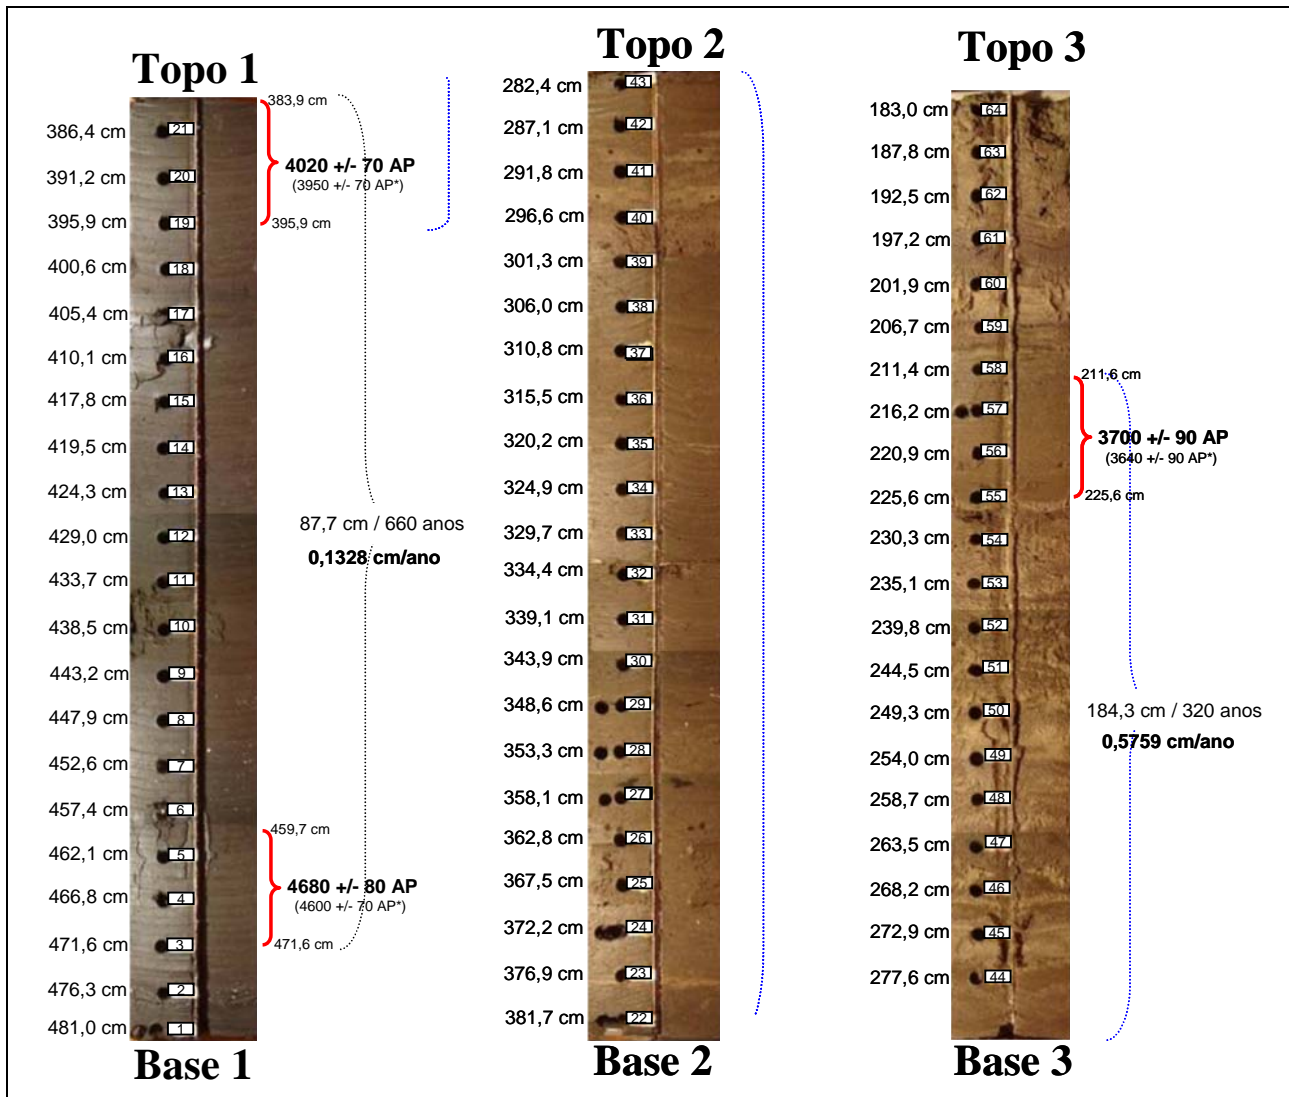 Topo 1
386,4 cm
21
391,2 cm
20
395,9 cm
19
400,6 cm
18
405,4 cm
17
410,1 cm
16
417,8 cm
15
419,5 cm
14
424,3 cm
13
429,0 cm
12
433,7 cm
11
438,5 cm
10
443,2 cm
9
447,9 cm
8
452,6 cm
7
457,4 cm
6
462,1 cm
5
466,8 cm
4
471,6 cm
3
476,3 cm
2
481,0 cm
1
Base 1
383,9 cm
4020 +/- 70 AP
(3950 +/- 70 AP*)
395,9 cm
87,7 cm / 660 anos
0,1328 cm/ano
459,7 cm
4680 +/- 80 AP
(4600 +/- 70 AP*)
471,6 cm
Topo 2
282,4 cm
43
287,1 cm
42
291,8 cm
41
296,6 cm
40
301,3 cm
39
306,0 cm
38
310,8 cm
37
315,5 cm
36
320,2 cm
35
324,9 cm
34
329,7 cm
33
334,4 cm
32
339,1 cm
31
343,9 cm
30
348,6 cm
29
353,3 cm
28
358,1 cm
27
362,8 cm
26
367,5 cm
25
372,2 cm
24
376,9 cm
23
381,7 cm
22
Base 2
Topo 3
183,0 cm
64
187,8 cm
63
192,5 cm
62
197,2 cm
61
201,9 cm
60
206,7 cm
59
211,4 cm
58
216,2 cm
57
220,9 cm
56
225,6 cm
55
230,3 cm
54
235,1 cm
53
239,8 cm
52
244,5 cm
51
249,3 cm
50
254,0 cm
49
258,7 cm
48
263,5 cm
47
268,2 cm
46
272,9 cm
45
277,6 cm
44
Base 3
211,6 cm
3700 +/- 90 AP
(3640 +/- 90 AP*)
225,6 cm
184,3 cm / 320 anos
0,5759 cm/ano